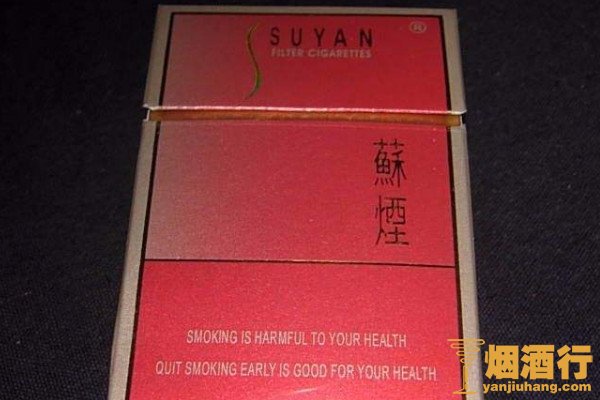 SUYAN
®
FILTER CIGARETTES
蘇
煙
SMOKING IS HARMFUL TO YOUR HEALTH
QUIT SMOKING EARLY IS GOOD FOR YOUR HEALTH
烟酒行
yanjiuhang.com